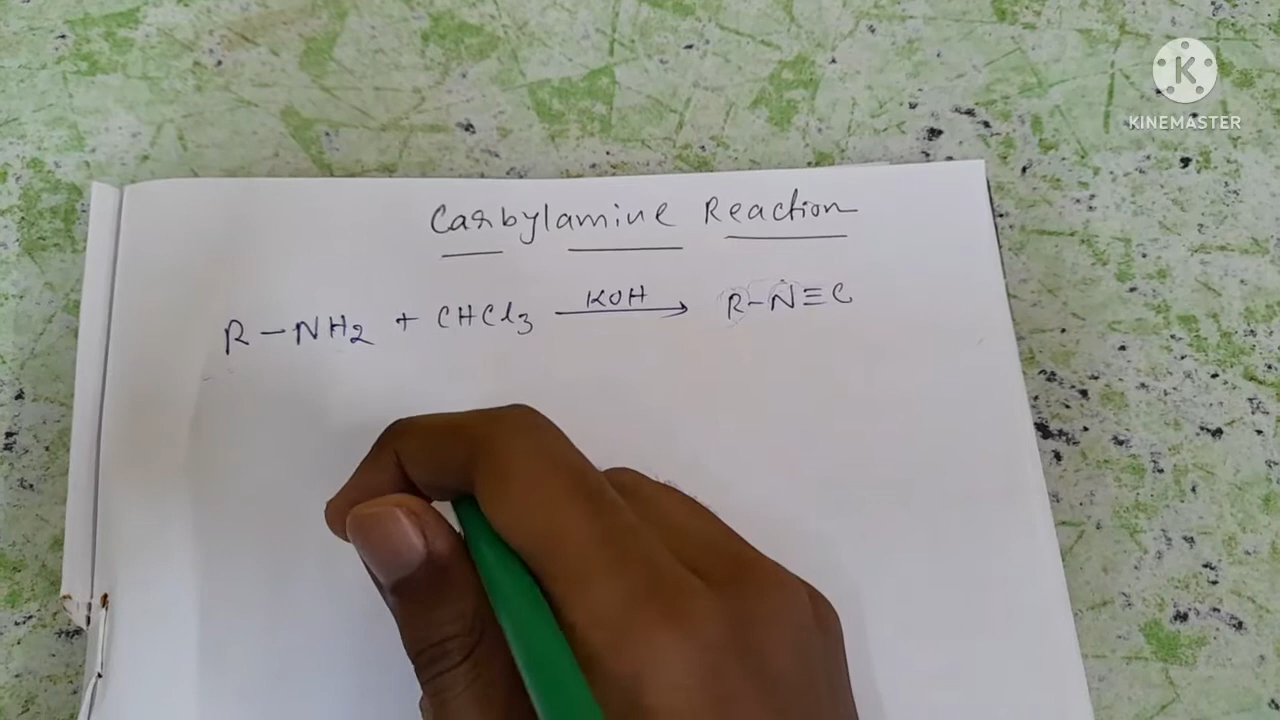 K
KINEMASTER
Carbylamine Reaction
R-NH2 + CHCl3 KOH → R-N≡C